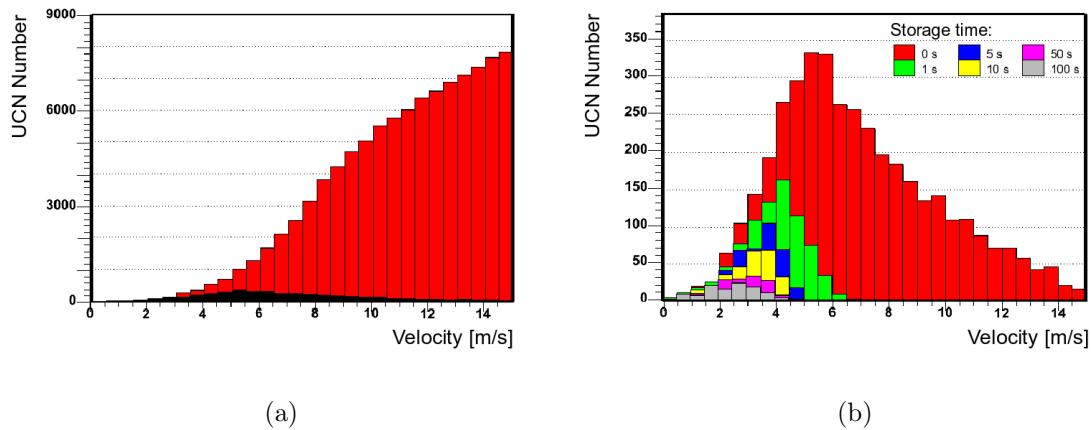 9000
6000
3000
0
UCN Number
0 2 4 6 8 10 12 14
Velocity [m/s]
(a)
350
300
250
200
150
100
50
0
UCN Number
Storage time:
0 s 5 s 50 s
1 s 10 s 100 s
0 2 4 6 8 10 12 14
Velocity [m/s]
(b)